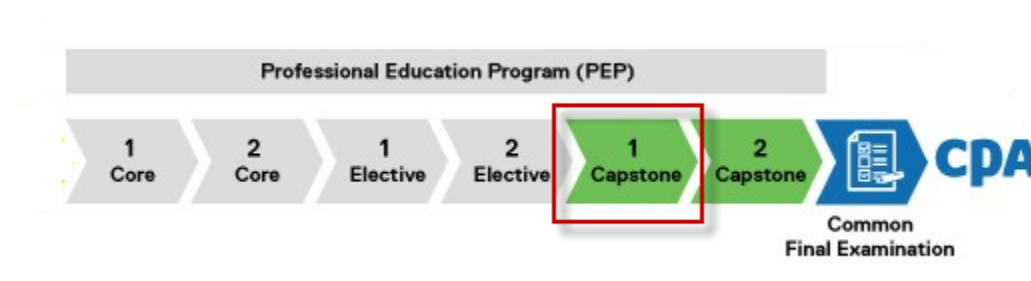 Professional Education Program (PEP)
1
Core
2
Core
1
Elective
2
Elective
1
Capstone
2
Capstone
CPA
Common
Final Examination